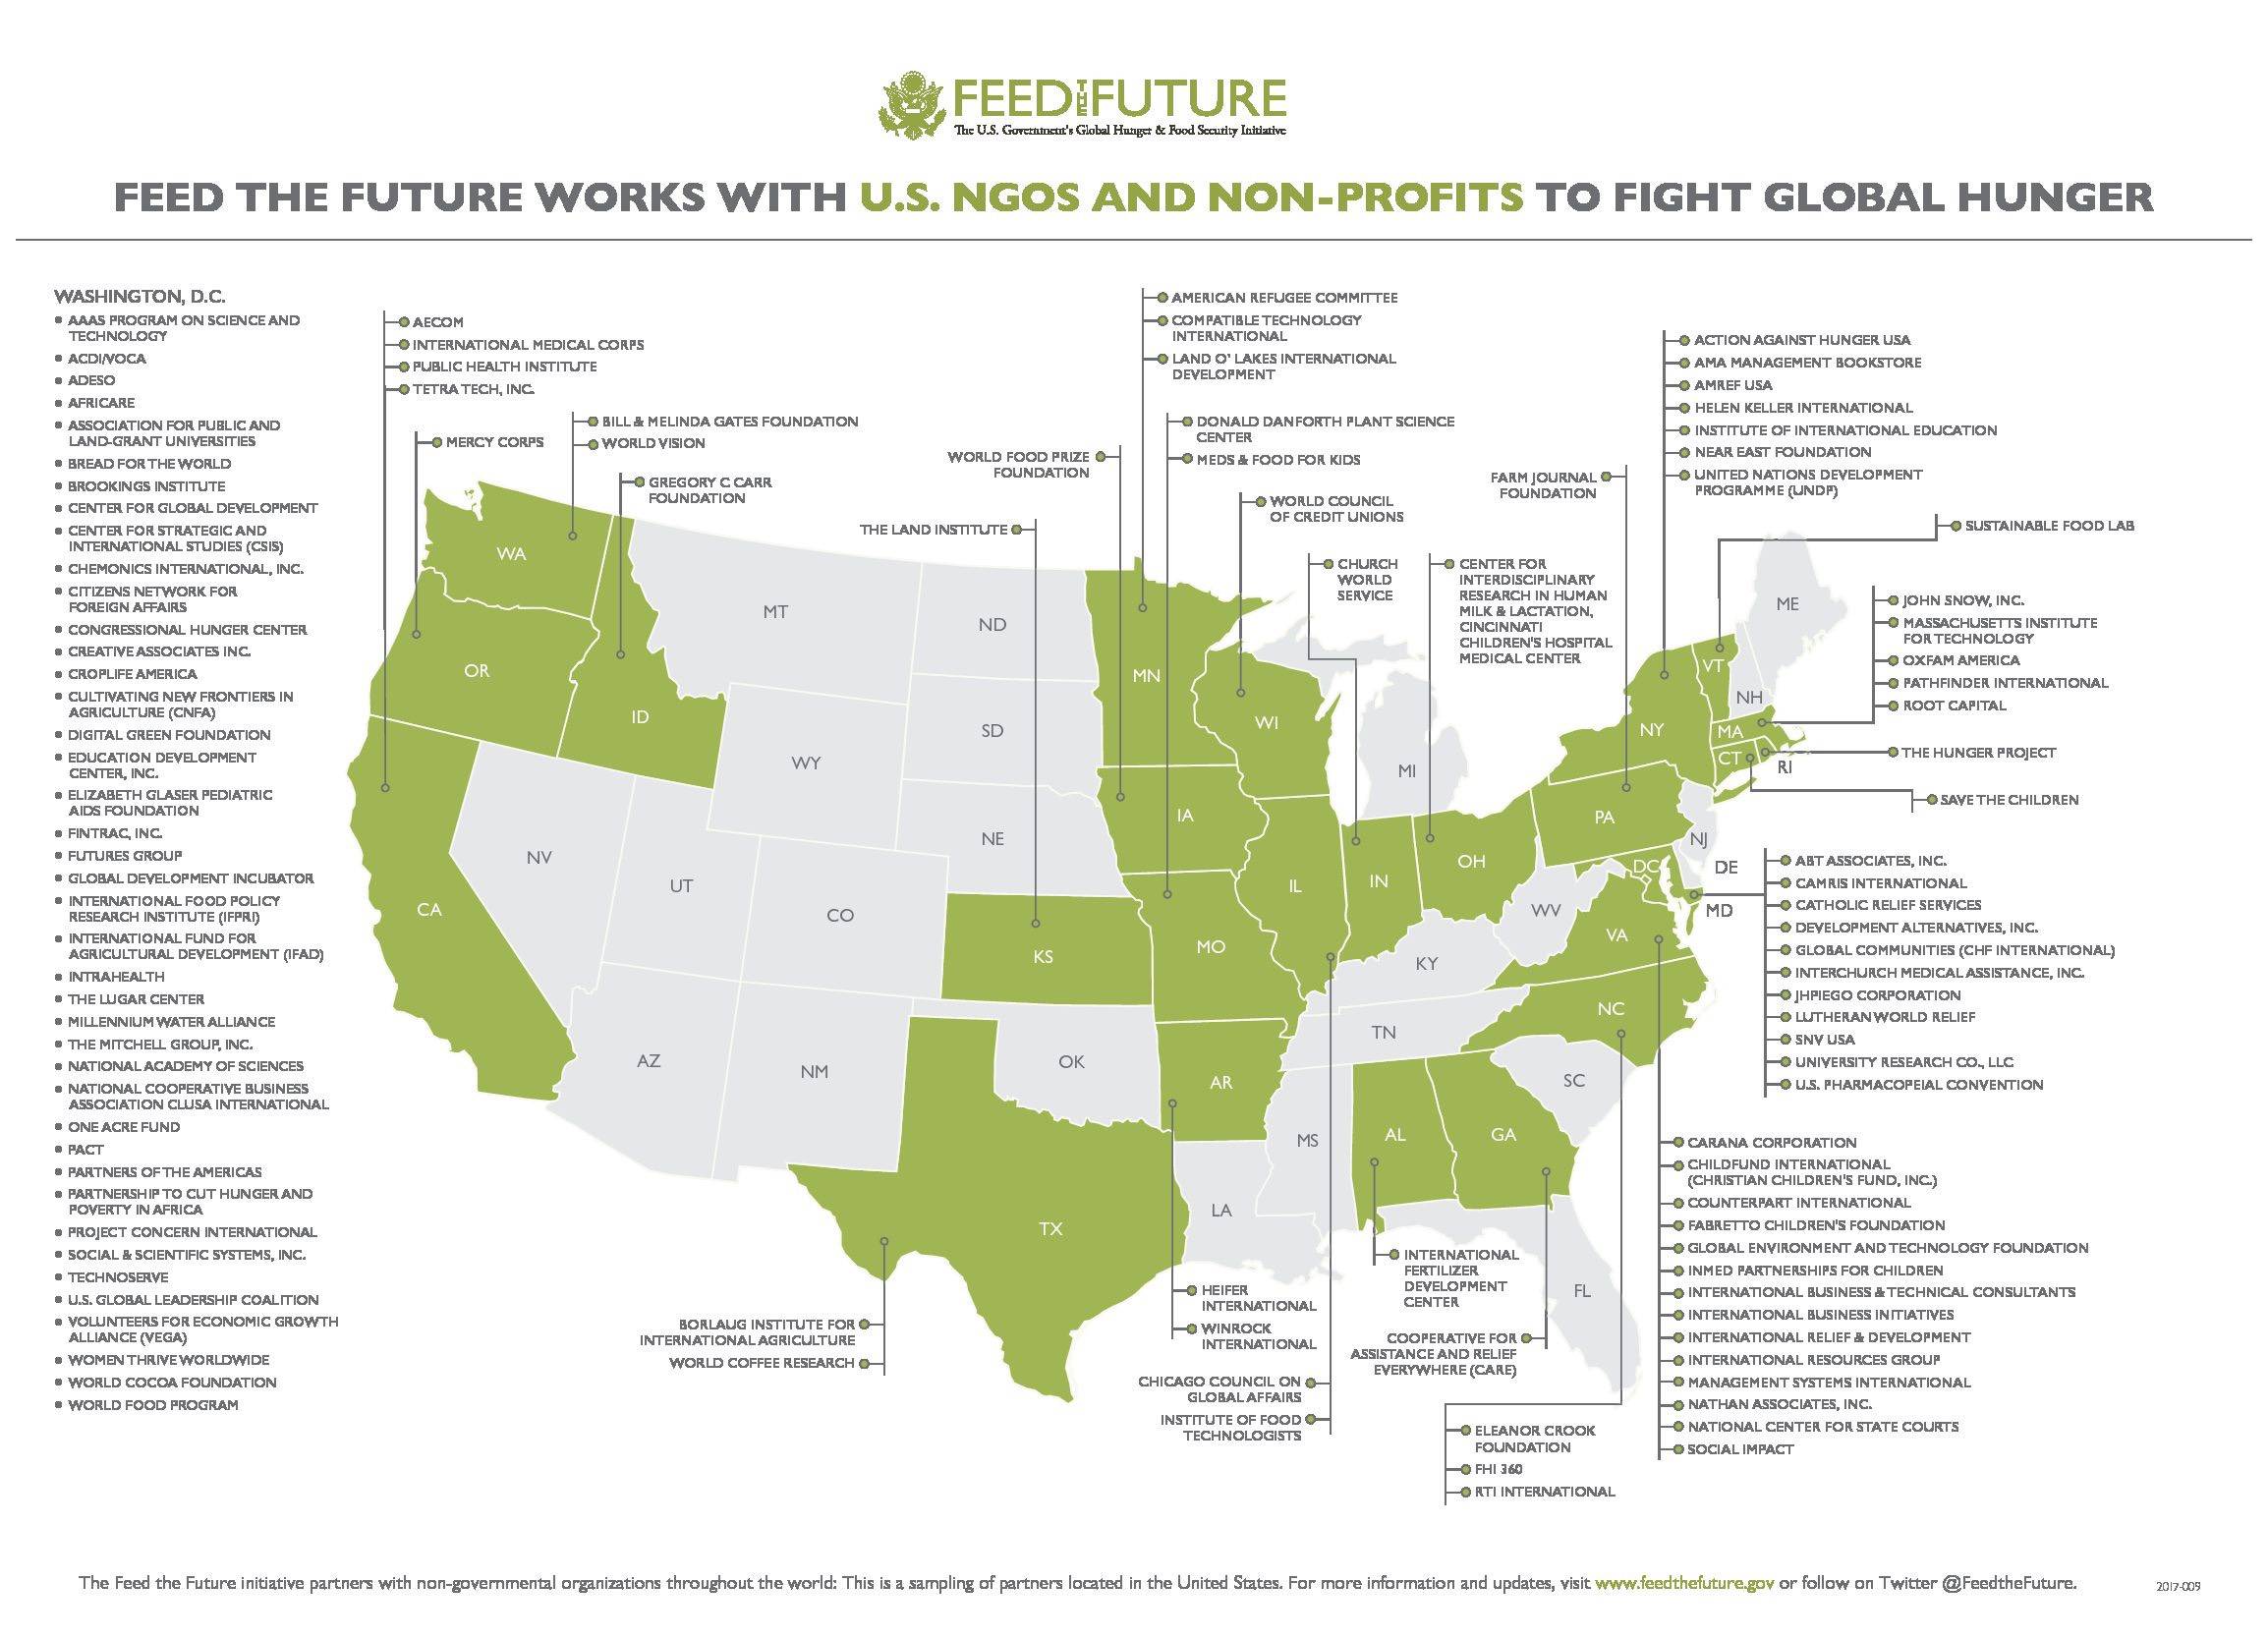 FEED THE FUTURE
The U.S. Government's Global Hunger & Food Security Initiative
FEED THE FUTURE WORKS WITH U.S. NGOS AND NON-PROFITS TO FIGHT GLOBAL HUNGER
WASHINGTON, D.C.
• AAAS PROGRAM ON SCIENCE AND
TECHNOLOGY
• ACDI/VOCA
• ADESO
• AFRICARE
• ASSOCIATION FOR PUBLIC AND
LAND-GRANT UNIVERSITIES
• BREAD FOR THE WORLD
• BROOKINGS INSTITUTE
• CENTER FOR GLOBAL DEVELOPMENT
• CENTER FOR STRATEGIC AND
INTERNATIONAL STUDIES (CSIS)
• CHEMONICS INTERNATIONAL, INC.
• CITIZENS NETWORK FOR
FOREIGN AFFAIRS
• CONGRESSIONAL HUNGER CENTER
• CREATIVE ASSOCIATES INC.
• CROPLIFE AMERICA
• CULTIVATING NEW FRONTIERS IN
AGRICULTURE (CNFA)
• DIGITAL GREEN FOUNDATION
• EDUCATION DEVELOPMENT
CENTER, INC.
• ELIZABETH GLASER PEDIATRIC
AIDS FOUNDATION
• FINTRAC, INC.
• FUTURES GROUP
• GLOBAL DEVELOPMENT INCUBATOR
• INTERNATIONAL FOOD POLICY
RESEARCH INSTITUTE (IFPRI)
• INTERNATIONAL FUND FOR
AGRICULTURAL DEVELOPMENT (IFAD)
• INTRAHEALTH
• THE LUGAR CENTER
• MILLENNIUM WATER ALLIANCE
• THE MITCHELL GROUP, INC.
• NATIONAL ACADEMY OF SCIENCES
• NATIONAL COOPERATIVE BUSINESS
ASSOCIATION CLUSA INTERNATIONAL
• ONE ACRE FUND
• PACT
• PARTNERS OF THE AMERICAS
• PARTNERSHIP TO CUT HUNGER AND
POVERTY IN AFRICA
• PROJECT CONCERN INTERNATIONAL
• SOCIAL & SCIENTIFIC SYSTEMS, INC.
• TECHNOSERVE
• U.S. GLOBAL LEADERSHIP COALITION
• VOLUNTEERS FOR ECONOMIC GROWTH
ALLIANCE (VEGA)
• WOMEN THRIVE WORLDWIDE
• WORLD COCOA FOUNDATION
• WORLD FOOD PROGRAM
AECOM
INTERNATIONAL MEDICAL CORPS
PUBLIC HEALTH INSTITUTE
TETRA TECH, INC.
MERCY CORPS
BILL & MELINDA GATES FOUNDATION
WORLD VISION
GREGORY C CARR
FOUNDATION
THE LAND INSTITUTE
WORLD FOOD PRIZE
FOUNDATION
AMERICAN REFUGEE COMMITTEE
COMPATIBLE TECHNOLOGY
INTERNATIONAL
LAND O' LAKES INTERNATIONAL
DEVELOPMENT
DONALD DANFORTH PLANT SCIENCE
CENTER
MEDS & FOOD FOR KIDS
WORLD COUNCIL
OF CREDIT UNIONS
CHURCH
WORLD
SERVICE
CENTER FOR
INTERDISCIPLINARY
RESEARCH IN HUMAN
MILK & LACTATION,
CINCINNATI
CHILDREN'S HOSPITAL
MEDICAL CENTER
FARM JOURNAL
FOUNDATION
ACTION AGAINST HUNGER USA
AMA MANAGEMENT BOOKSTORE
AMREF USA
HELEN KELLER INTERNATIONAL
INSTITUTE OF INTERNATIONAL EDUCATION
NEAR EAST FOUNDATION
UNITED NATIONS DEVELOPMENT
PROGRAMME (UNDP)
SUSTAINABLE FOOD LAB
JOHN SNOW, INC.
MASSACHUSETTS INSTITUTE
FOR TECHNOLOGY
OXFAM AMERICA
PATHFINDER INTERNATIONAL
ROOT CAPITAL
THE HUNGER PROJECT
SAVE THE CHILDREN
ABT ASSOCIATES, INC.
CAMRIS INTERNATIONAL
CATHOLIC RELIEF SERVICES
DEVELOPMENT ALTERNATIVES, INC.
GLOBAL COMMUNITIES (CHF INTERNATIONAL)
INTERCHURCH MEDICAL ASSISTANCE, INC.
JHPIEGO CORPORATION
LUTHERAN WORLD RELIEF
SNV USA
UNIVERSITY RESEARCH CO., LLC
U.S. PHARMACOPEIAL CONVENTION
CARANA CORPORATION
CHILDFUND INTERNATIONAL
(CHRISTIAN CHILDREN'S FUND, INC.)
COUNTERPART INTERNATIONAL
FABRETTO CHILDREN'S FOUNDATION
GLOBAL ENVIRONMENT AND TECHNOLOGY FOUNDATION
INMED PARTNERSHIPS FOR CHILDREN
INTERNATIONAL BUSINESS & TECHNICAL CONSULTANTS
INTERNATIONAL BUSINESS INITIATIVES
INTERNATIONAL RELIEF & DEVELOPMENT
INTERNATIONAL RESOURCES GROUP
MANAGEMENT SYSTEMS INTERNATIONAL
NATHAN ASSOCIATES, INC.
NATIONAL CENTER FOR STATE COURTS
SOCIAL IMPACT
WA
OR
CA
ID
NV
MT
WY
UT
AZ
CO
NM
ND
SD
NE
KS
OK
TX
MN
IA
MO
AR
LA
WI
IL
MI
IN
OH
KY
TN
MS
AL
GA
FL
SC
NC
VA
WV
DC
MD
DE
NJ
PA
NY
CT
RI
MA
VT
NH
ME
BORLAUG INSTITUTE FOR
INTERNATIONAL AGRICULTURE
WORLD COFFEE RESEARCH
HEIFER
INTERNATIONAL
WINROCK
INTERNATIONAL
CHICAGO COUNCIL ON
GLOBAL AFFAIRS
INSTITUTE OF FOOD
TECHNOLOGISTS
INTERNATIONAL
FERTILIZER
DEVELOPMENT
CENTER
COOPERATIVE FOR
ASSISTANCE AND RELIEF
EVERYWHERE (CARE)
ELEANOR CROOK
FOUNDATION
FHI 360
RTI INTERNATIONAL
The Feed the Future initiative partners with non-governmental organizations throughout the world: This is a sampling of partners located in the United States. For more information and updates, visit www.feedthefuture.gov or follow on Twitter @FeedtheFuture.
2017-009